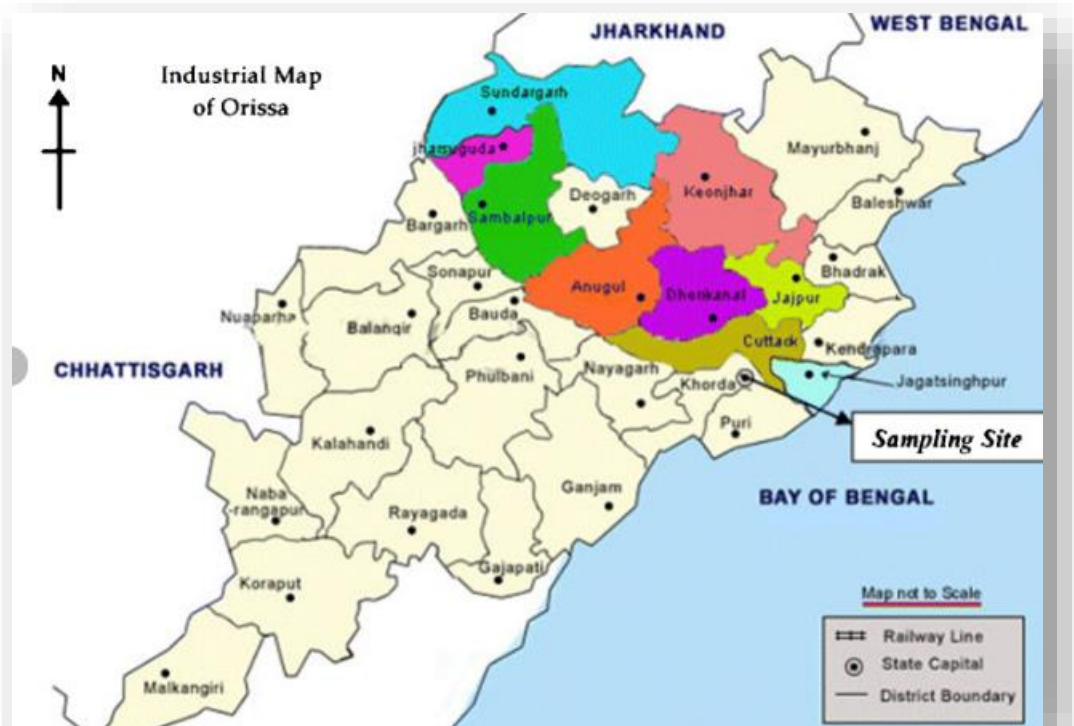 JHARKHAND
WEST BENGAL
N
Industrial Map
of Orissa
Sundargarh
jharsuguda
Mayurbhanj
Deogarh
Keonjhar
Baleshwar
Sambalpur
Bargarh
Sonapur
Bhadrak
Anugul
Dhenkanal
Jajpur
Nuaparha
Balangir
Bauda
Cuttack
Kendrapara
CHHATTISGARH
Phulbani
Nayagarh
Khorda
Jagatsinghpur
Puri
Sampling Site
Kalahandi
Ganjam
BAY OF BENGAL
Naba
-rangapur
Rayagada
Gajapati
Koraput
Map not to Scale
Railway Line
State Capital
District Boundary
Malkangiri